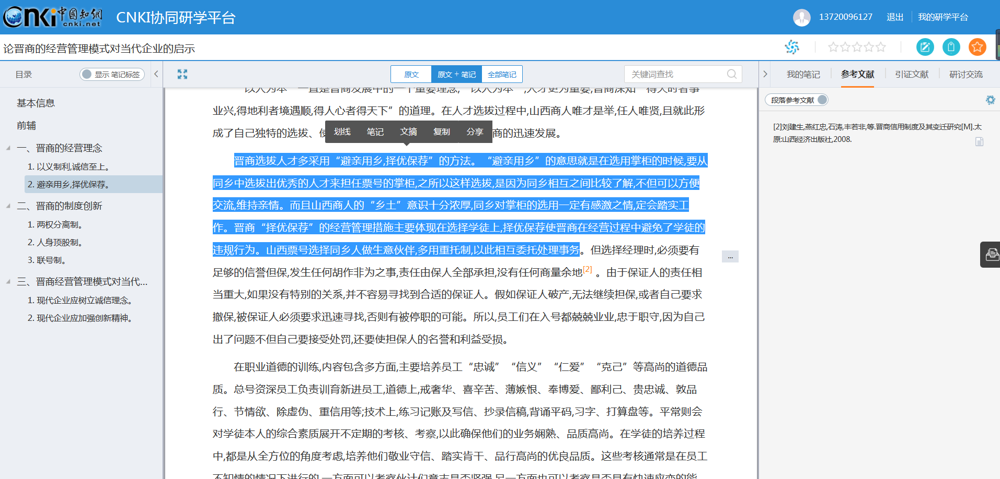 Cnki中国知网
cnki.net
CNKI协同研学平台
13720096127 退出 我的研学平台
论晋商的经营管理模式对当代企业的启示
目录 显示 笔记标签
原文 原文 + 笔记 全部笔记
关键词查找
我的笔记 参考文献 引证文献 研讨交流
基本信息
前辅
一、晋商的经营理念
1. 以义制利,诚信至上。
2. 避亲用乡,择优保荐。
二、晋商的制度创新
1. 两权分离制。
2. 人身顶股制。
3. 联号制。
三、晋商经营管理模式对当代...
1. 现代企业应树立诚信理念。
2. 现代企业应加强创新精神。
“以人为本”一直是晋商发展中的一个重要理念,“以人为本”,人才更为重要,晋商深知“得天时者事
业兴,得地利者境遇顺,得人心者得天下”的道理。在人才选拔过程中,山西商人唯才是举,任人唯贤,且就此形
成了自己独特的选拔、使
划线 笔记 文摘 复制 分享
商的迅速发展。
晋商选拔人才多采用“避亲用乡,择优保荐”的方法。“避亲用乡”的意思就是在选用掌柜的时候,要从
同乡中选拔出优秀的人才来担任票号的掌柜,之所以这样选拔,是因为同乡相互之间比较了解,不但可以方便
交流,维持亲情。而且山西商人的“乡土”意识十分浓厚,同乡对掌柜的选用一定有感激之情,定会踏实工
作。晋商“择优保荐”的经营管理措施主要体现在选择学徒上,择优保荐使晋商在经营过程中避免了学徒的
违规行为。山西票号选择同乡人做生意伙伴,多用重托制,以此相互委托处理事务。但选择经理时,必须要有
足够的信誉但保,发生任何胡作非为之事,责任由保人全部承担,没有任何商量余地[2] 。由于保证人的责任相
当重大,如果没有特别的关系,并不容易寻找到合适的保证人。假如保证人破产,无法继续担保,或者自己要求
撤保,被保证人必须要求迅速寻找,否则有被停职的可能。所以,员工们在入号都兢兢业业,忠于职守,因为自己
出了问题不但自己要接受处罚,还要使担保人的名誉和利益受损。
在职业道德的训练,内容包含多方面,主要培养员工“忠诚”“信义”“仁爱”“克己”等高尚的道德品
质。总号资深员工负责训育新进员工,道德上,戒奢华、喜辛苦、薄嫉恨、奉博爱、鄙利己、贵忠诚、敦品
行、节情欲、除虚伪、重信用等;技术上,练习记账及写信、抄录信稿,背诵平码,习字、打算盘等。平常则会
对学徒本人的综合素质展开不定期的考核、考察,以此确保他们的业务娴熟、品质高尚。在学徒的培养过程
中,都是从全方位的角度考虑,培养他们敬业守信、踏实肯干、品行高尚的优良品质。这些考核通常是在员工
不知情的情况下进行的,一方面可以考察伙计们意志是否坚强,另一方面也可以考察是否具有快速应变的能
...
段落参考文献
[2]刘建生,燕红忠,石涛,丰若非,等.晋商信用制度及其变迁研究[M].太
原:山西经济出版社,2008.